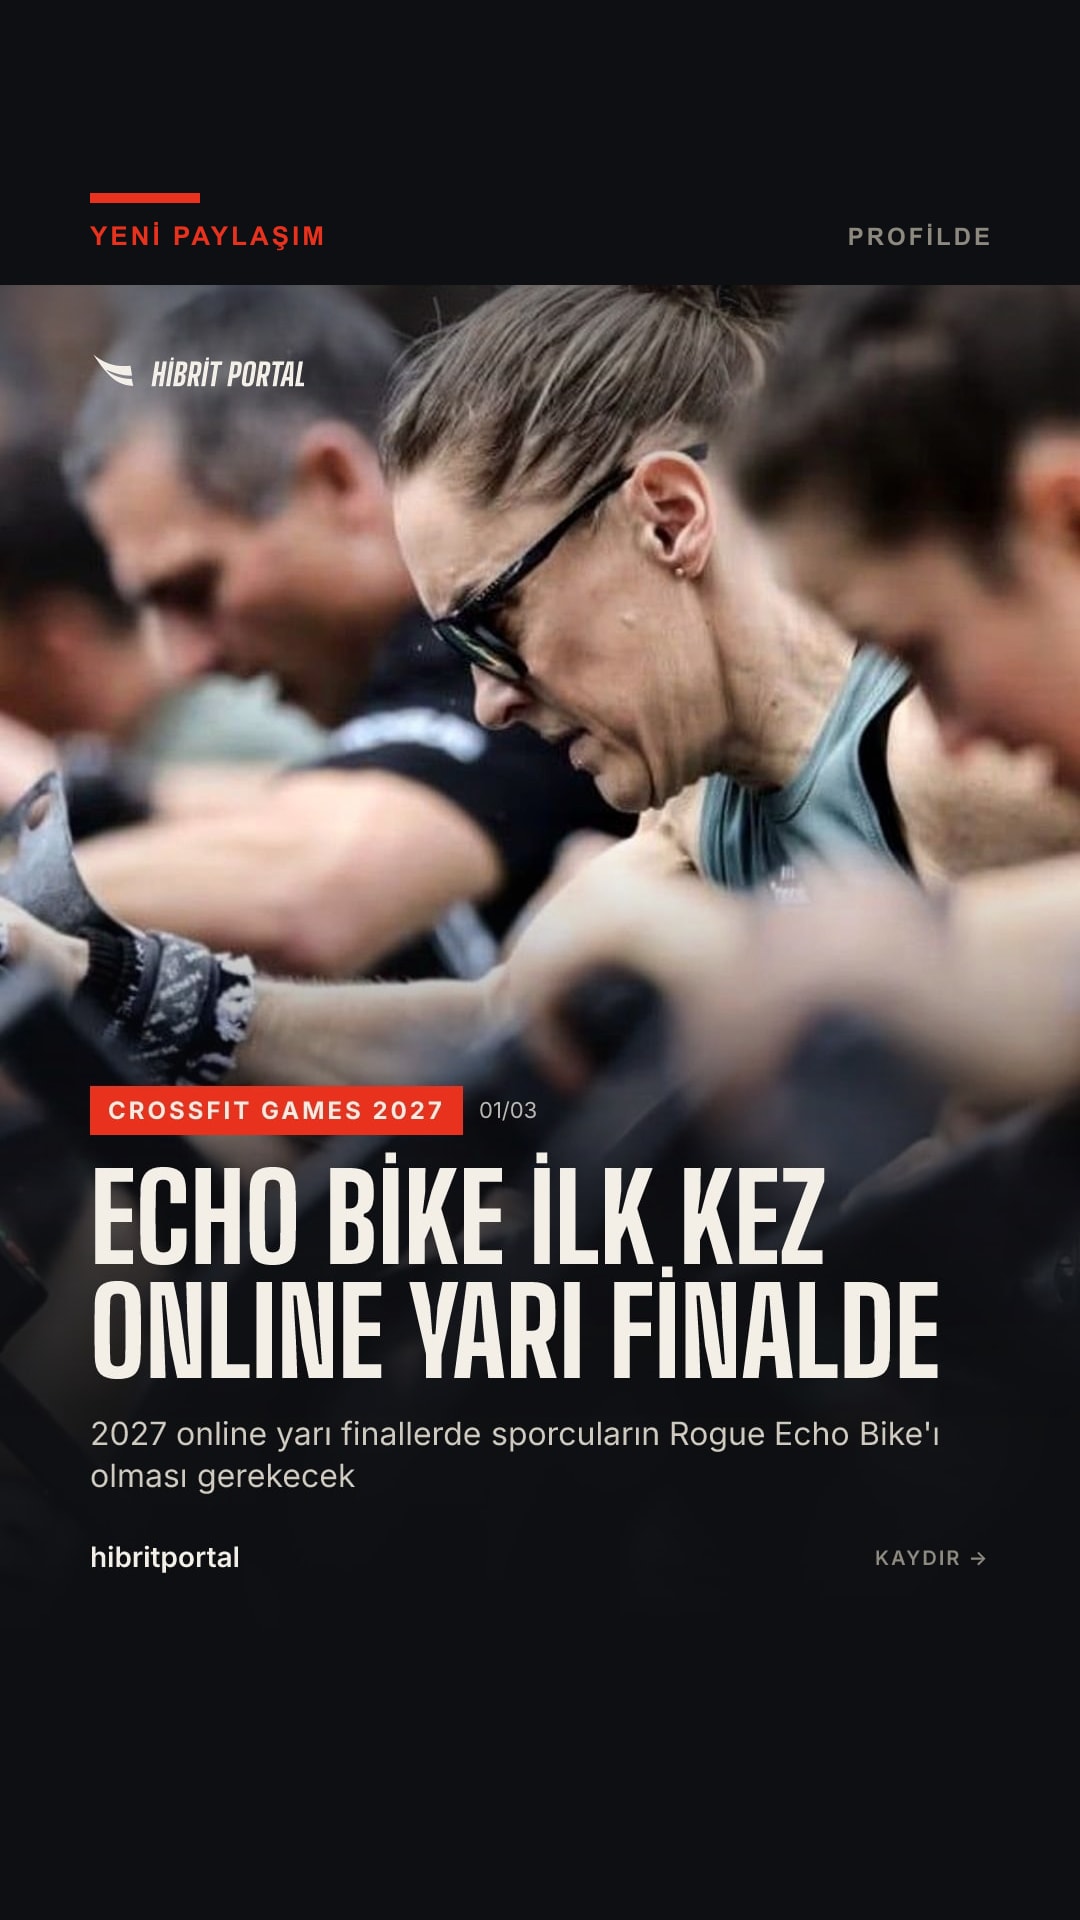 YENİ PAYLAŞIM
PROFİLDE
HİBRİT PORTAL
CROSSFIT GAMES 2027
01/03
ECHO BİKE İLK KEZ
ONLINE YARI FİNALDE
2027 online yarı finallerde sporcuların Rogue Echo Bike'ı
olması gerekecek
hibritportal
KAYDIR →